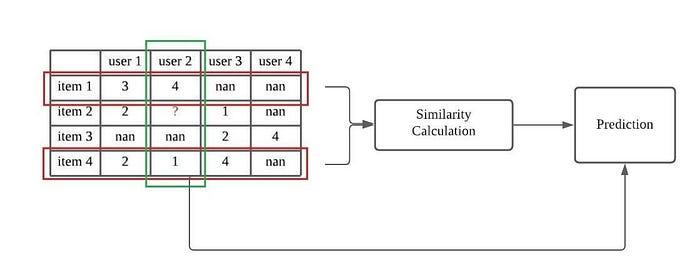 user 1 user 2 user 3 user 4
item 1 3 4 nan nan
item 2 2 ? 1 nan
item 3 nan nan 2 4
item 4 2 1 4 nan
Similarity
Calculation
Prediction